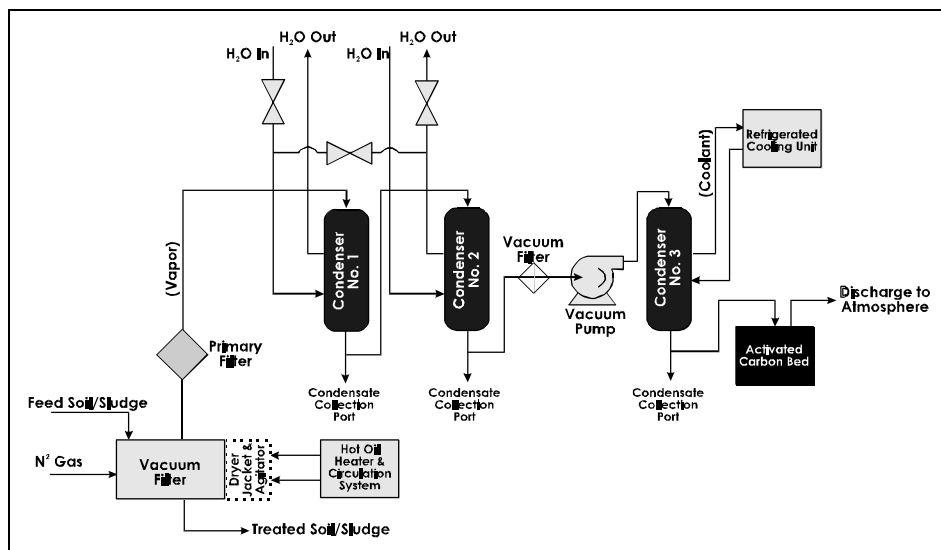 H₂O Out
H₂O In
H₂O In
H₂O Out
(Coolant)
Refrigerated
Cooling Unit
(Vapor)
Condenser
No. 1
Condenser
No. 2
Vacuum
Filter
Vacuum
Pump
Condenser
No. 3
Discharge to
Atmosphere
Primary
Filter
Activated
Carbon Bed
Condensate
Collection
Port
Condensate
Collection
Port
Condensate
Collection
Port
Feed Soil/Sludge
N² Gas
Vacuum
Filter
Dryer
Jacket &
Agitator
Hot Oil
Heater &
Circulation
System
Treated Soil/Sludge